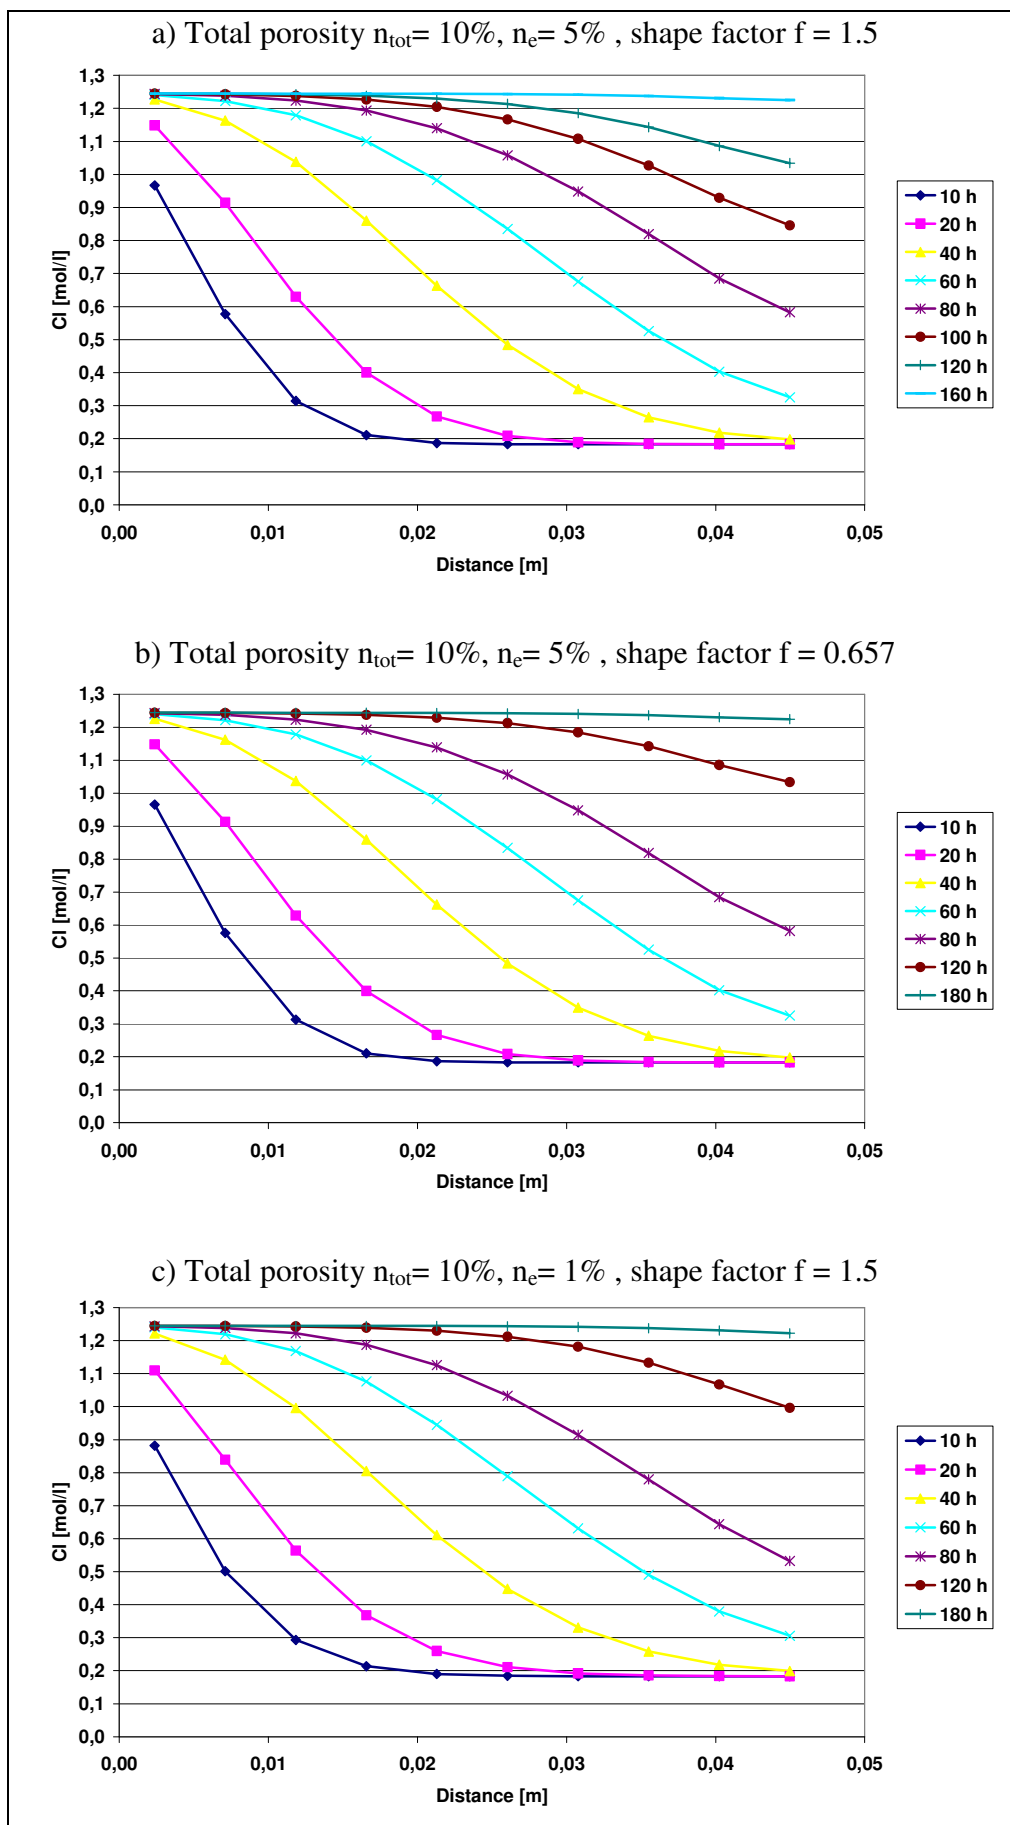 a) Total porosity ntot= 10%, ne= 5% , shape factor f = 1.5
1,3
1,2
1,1
1,0
0,9
0,8
0,7
0,6
0,5
0,4
0,3
0,2
0,1
0,0
Cl [mol/l]
0,00 0,01 0,02 0,03 0,04 0,05
Distance [m]
10 h
20 h
40 h
60 h
80 h
100 h
120 h
160 h
b) Total porosity ntot= 10%, ne= 5% , shape factor f = 0.657
1,3
1,2
1,1
1,0
0,9
0,8
0,7
0,6
0,5
0,4
0,3
0,2
0,1
0,0
Cl [mol/l]
0,00 0,01 0,02 0,03 0,04 0,05
Distance [m]
10 h
20 h
40 h
60 h
80 h
120 h
180 h
c) Total porosity ntot= 10%, ne= 1% , shape factor f = 1.5
1,3
1,2
1,1
1,0
0,9
0,8
0,7
0,6
0,5
0,4
0,3
0,2
0,1
0,0
Cl [mol/l]
0,00 0,01 0,02 0,03 0,04 0,05
Distance [m]
10 h
20 h
40 h
60 h
80 h
120 h
180 h